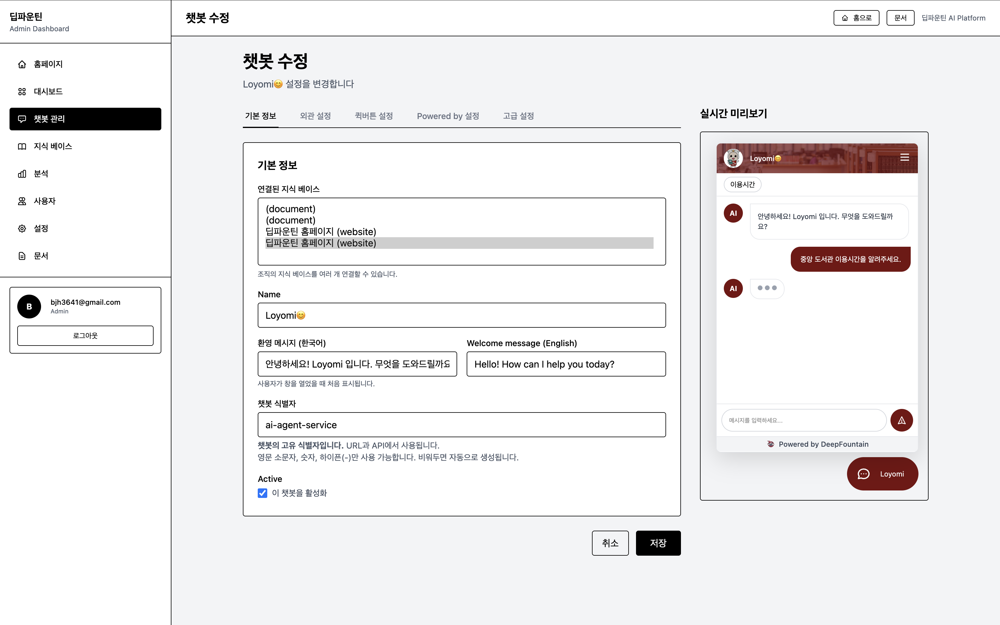 딥파운틴
Admin Dashboard
홈페이지
대시보드
챗봇 관리
지식 베이스
분석
사용자
설정
문서
B
bjh3641@gmail.com
Admin
로그아웃
챗봇 수정
홈으로
문서
딥파운틴 AI Platform
챗봇 수정
Loyomi😊 설정을 변경합니다
기본 정보
외관 설정
퀵버튼 설정
Powered by 설정
고급 설정
기본 정보
연결된 지식 베이스
(document)
(document)
딥파운틴 홈페이지 (website)
딥파운틴 홈페이지 (website)
조직의 지식 베이스를 여러 개 연결할 수 있습니다.
Name
Loyomi😊
환영 메시지 (한국어)
안녕하세요! Loyomi 입니다. 무엇을 도와드릴까요
사용자가 창을 열었을 때 처음 표시됩니다.
Welcome message (English)
Hello! How can I help you today?
챗봇 식별자
ai-agent-service
챗봇의 고유 식별자입니다. URL과 API에서 사용됩니다.
영문 소문자, 숫자, 하이픈(-)만 사용 가능합니다. 비워두면 자동으로 생성됩니다.
Active
이 챗봇을 활성화
취소
저장
실시간 미리보기
Loyomi😊
이용시간
AI
안녕하세요! Loyomi 입니다. 무엇을 도와드릴까
요?
중앙 도서관 이용시간을 알려주세요.
AI
메시지를 입력하세요...
Powered by DeepFountain
Loyomi